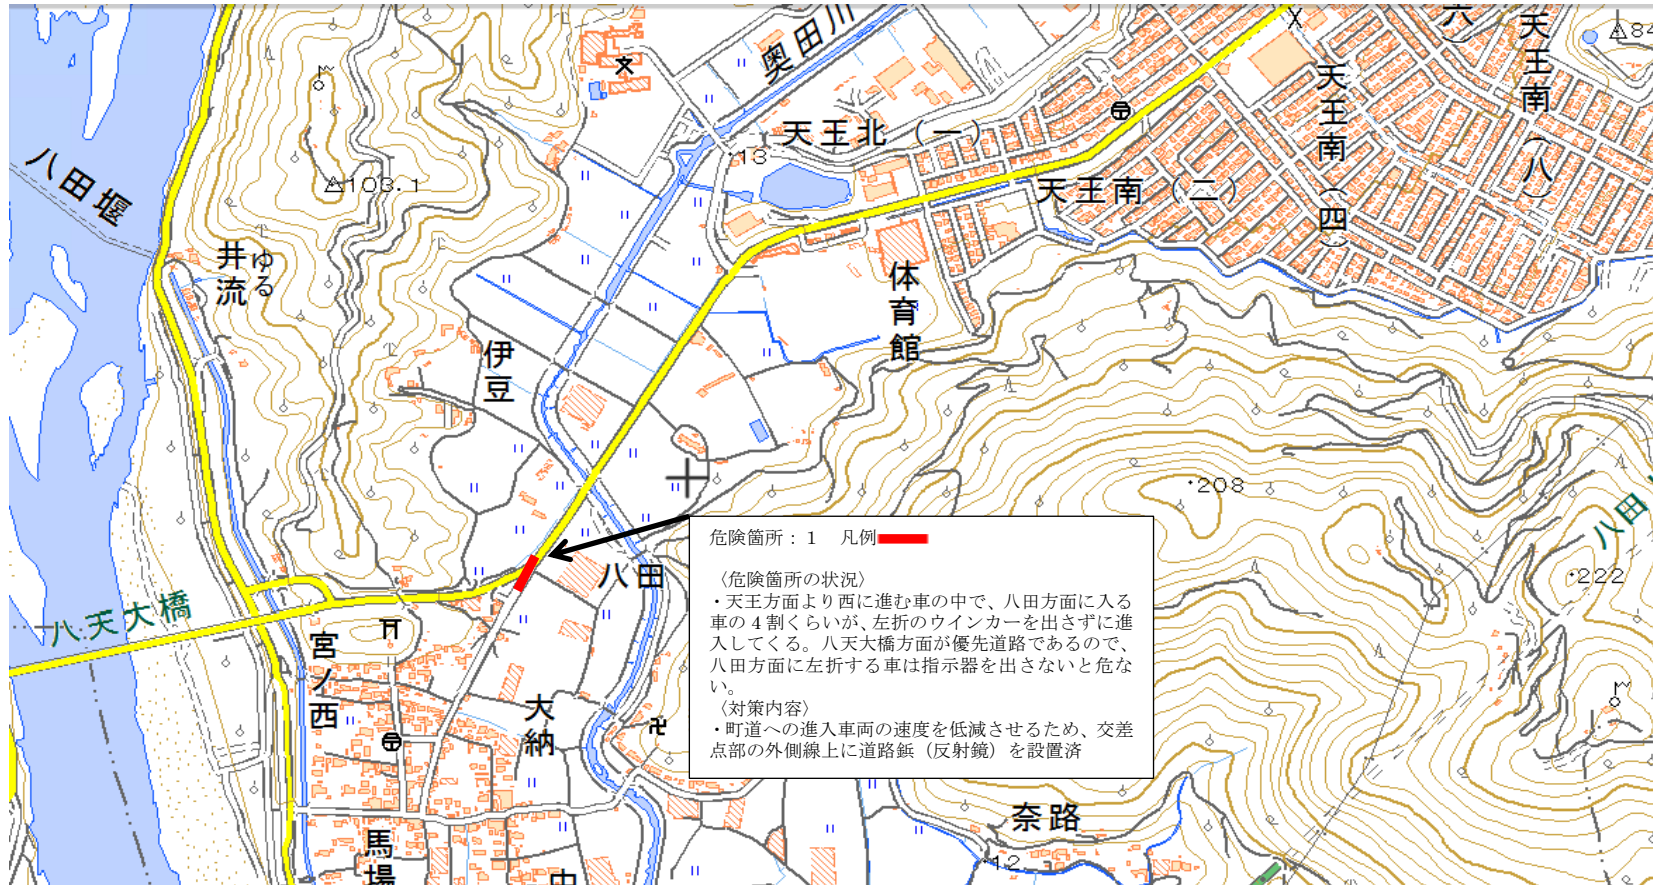 六）
天王南（八）
84
奥田川
天王南（四）
天王北（一）
13
天王南（二）
八田堰
103.1
井流
ゆる
体育館
伊豆
208
八田
222
八天大橋
宮ノ西
大納
奈路
馬場
中
12
危険箇所：1　凡例
〈危険箇所の状況〉
・天王方面より西に進む車の中で、八田方面に入る
車の4割くらいが、左折のウインカーを出さずに進
入してくる。八天大橋方面が優先道路であるので、
八田方面に左折する車は指示器を出さないと危な
い。
〈対策内容〉
・町道への進入車両の速度を低減させるため、交差
点部の外側線上に道路鋲（反射鏡）を設置済